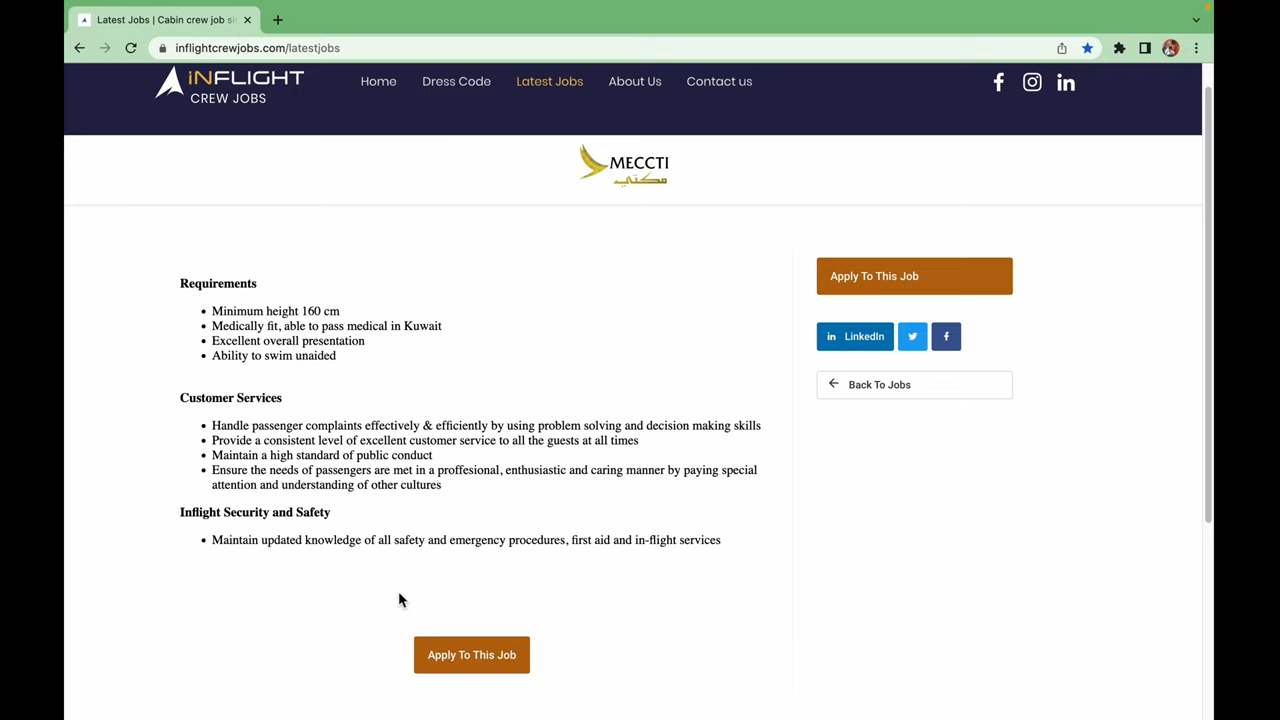 Latest Jobs | Cabin crew job si
inflightcrewjobs.com/latestjobs
iNFLIGHT
CREW JOBS
Home
Dress Code
Latest Jobs
About Us
Contact us
MECCTI
مكتي
Requirements
Minimum height 160 cm
Medically fit, able to pass medical in Kuwait
Excellent overall presentation
Ability to swim unaided
Customer Services
Handle passenger complaints effectively & efficiently by using problem solving and decision making skills
Provide a consistent level of excellent customer service to all the guests at all times
Maintain a high standard of public conduct
Ensure the needs of passengers are met in a proffesional, enthusiastic and caring manner by paying special
attention and understanding of other cultures
Inflight Security and Safety
Maintain updated knowledge of all safety and emergency procedures, first aid and in-flight services
Apply To This Job
Apply To This Job
in LinkedIn
Back To Jobs